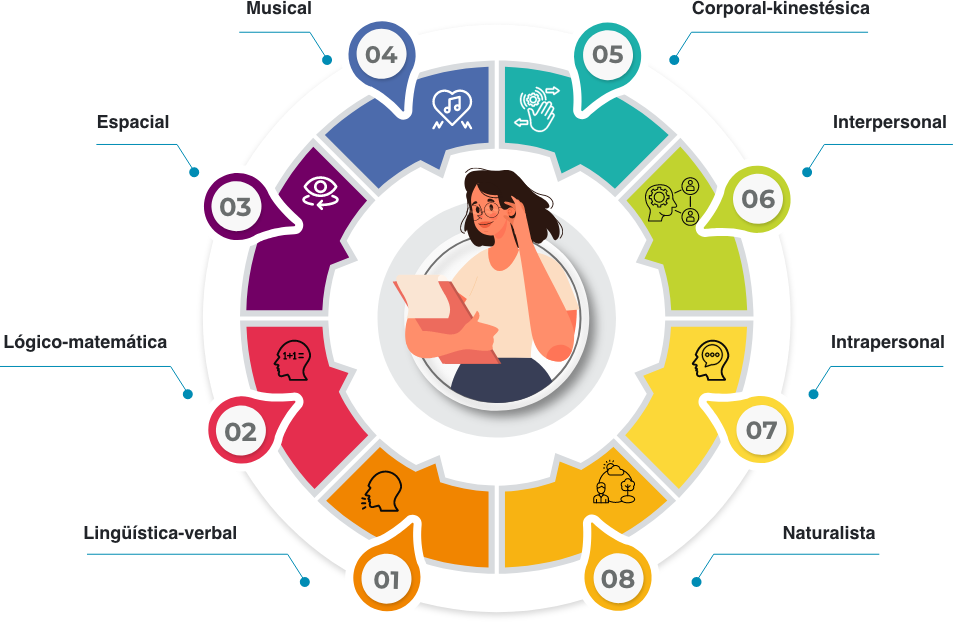 Musical
Corporal-kinestésica
04
05
Espacial
Interpersonal
03
06
Lógico-matemática
Intrapersonal
1+1=
02
07
Lingüística-verbal
Naturalista
01
08